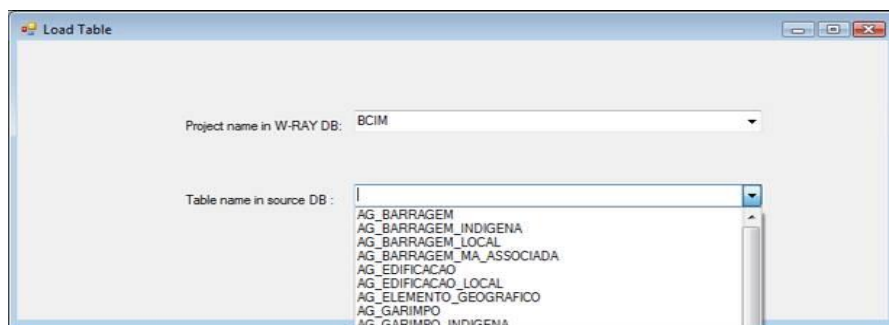 Load Table
Project name in W-RAY DB: BCIM
Table name in source DB :
AG_BARRAGEM
AG_BARRAGEM_INDIGENA
AG_BARRAGEM_LOCAL
AG_BARRAGEM_MA_ASSOCIADA
AG_EDIFICACAO
AG_EDIFICACAO_LOCAL
AG_ELEMENTO_GEOGRAFICO
AG_GARIMPO
AG_GARIMPO_INDIGENA